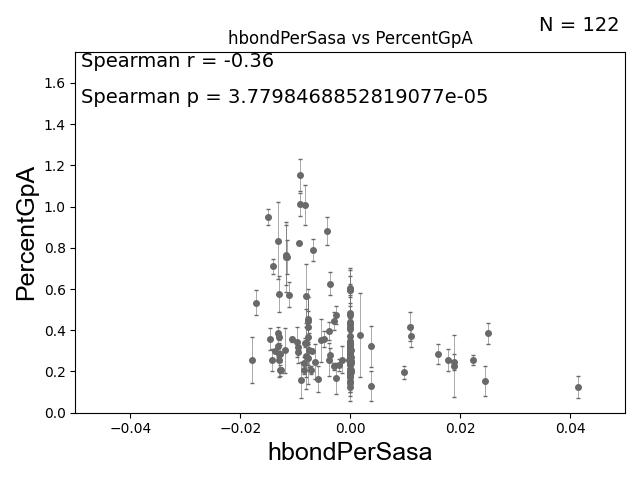 N = 122
hbondPerSasa vs PercentGpA
Spearman r = -0.36
Spearman p = 3.7798468852819077e-05
PercentGpA
1.6
1.4
1.2
1.0
0.8
0.6
0.4
0.2
0.0
−0.04 −0.02 0.00 0.02 0.04
hbondPerSasa